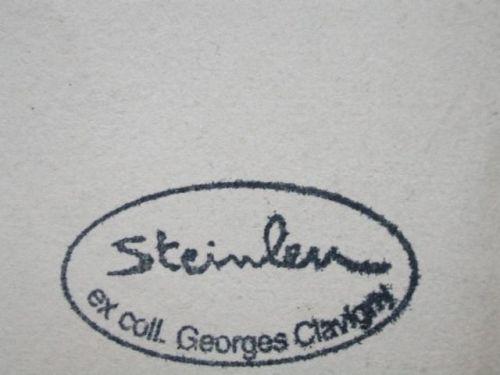 Steinlen
ex coll. Georges Clavigny